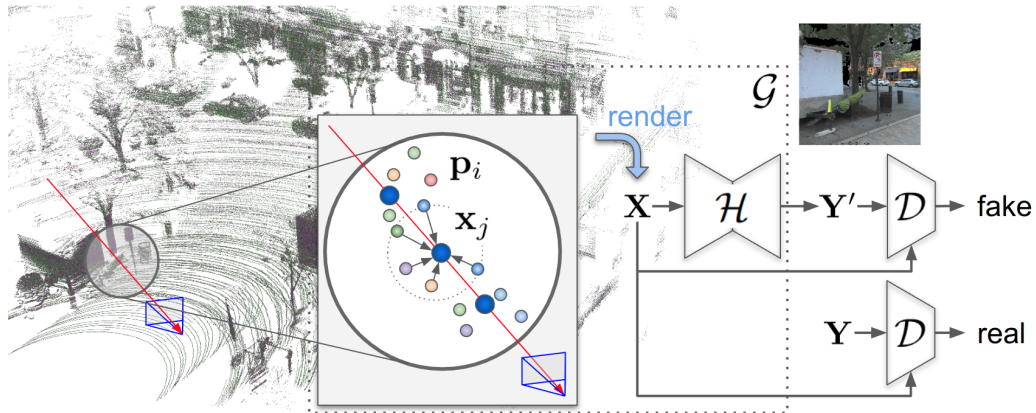 𝒢
render
p_i
x_j
X
ℋ
Y′
𝒟
fake
Y
𝒟
real